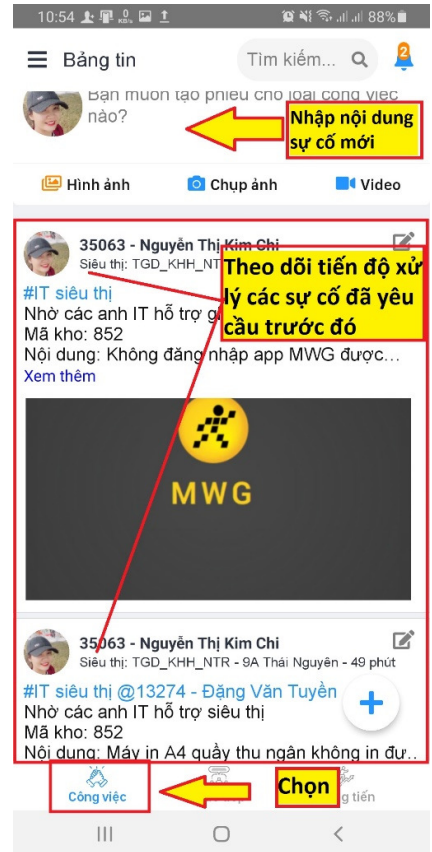 10:54 88%
Bảng tin
Tìm kiếm...
2
Bạn muốn tạo phiếu cho loại công việc
nào?
Nhập nội dung
sự cố mới
Hình ảnh
Chụp ảnh
Video
35063 - Nguyễn Thị Kim Chi
Siêu thị: TGD_KHH_NT
Theo dõi tiến độ xử
lý các sự cố đã yêu
cầu trước đó
#IT siêu thị
Nhờ các anh IT hỗ trợ g
Mã kho: 852
Nội dung: Không đăng nhập app MWG được...
Xem thêm
MWG
35063 - Nguyễn Thị Kim Chi
Siêu thị: TGD_KHH_NTR - 9A Thái Nguyên - 49 phút
#IT siêu thị @13274 - Đặng Văn Tuyền
Nhờ các anh IT hỗ trợ siêu thị
Mã kho: 852
Nội dung: Máy in A4 quầy thu ngân không in đư..
Công việc
Chọn
g tiến